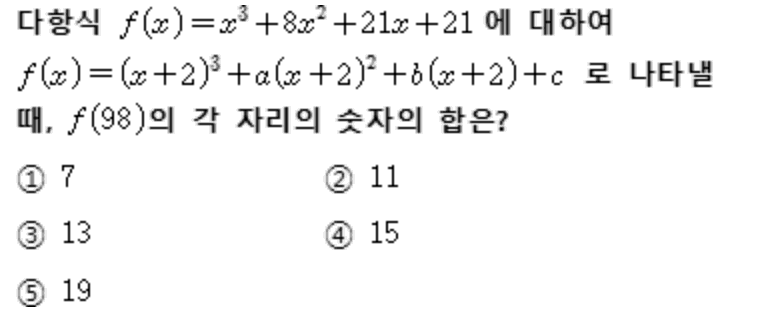 다항식 f(x)=x³+8x²+21x+21 에 대하여
f(x)=(x+2)³+a(x+2)²+b(x+2)+c 로 나타낼
때, f(98)의 각 자리의 숫자의 합은?
① 7 ② 11
③ 13 ④ 15
⑤ 19